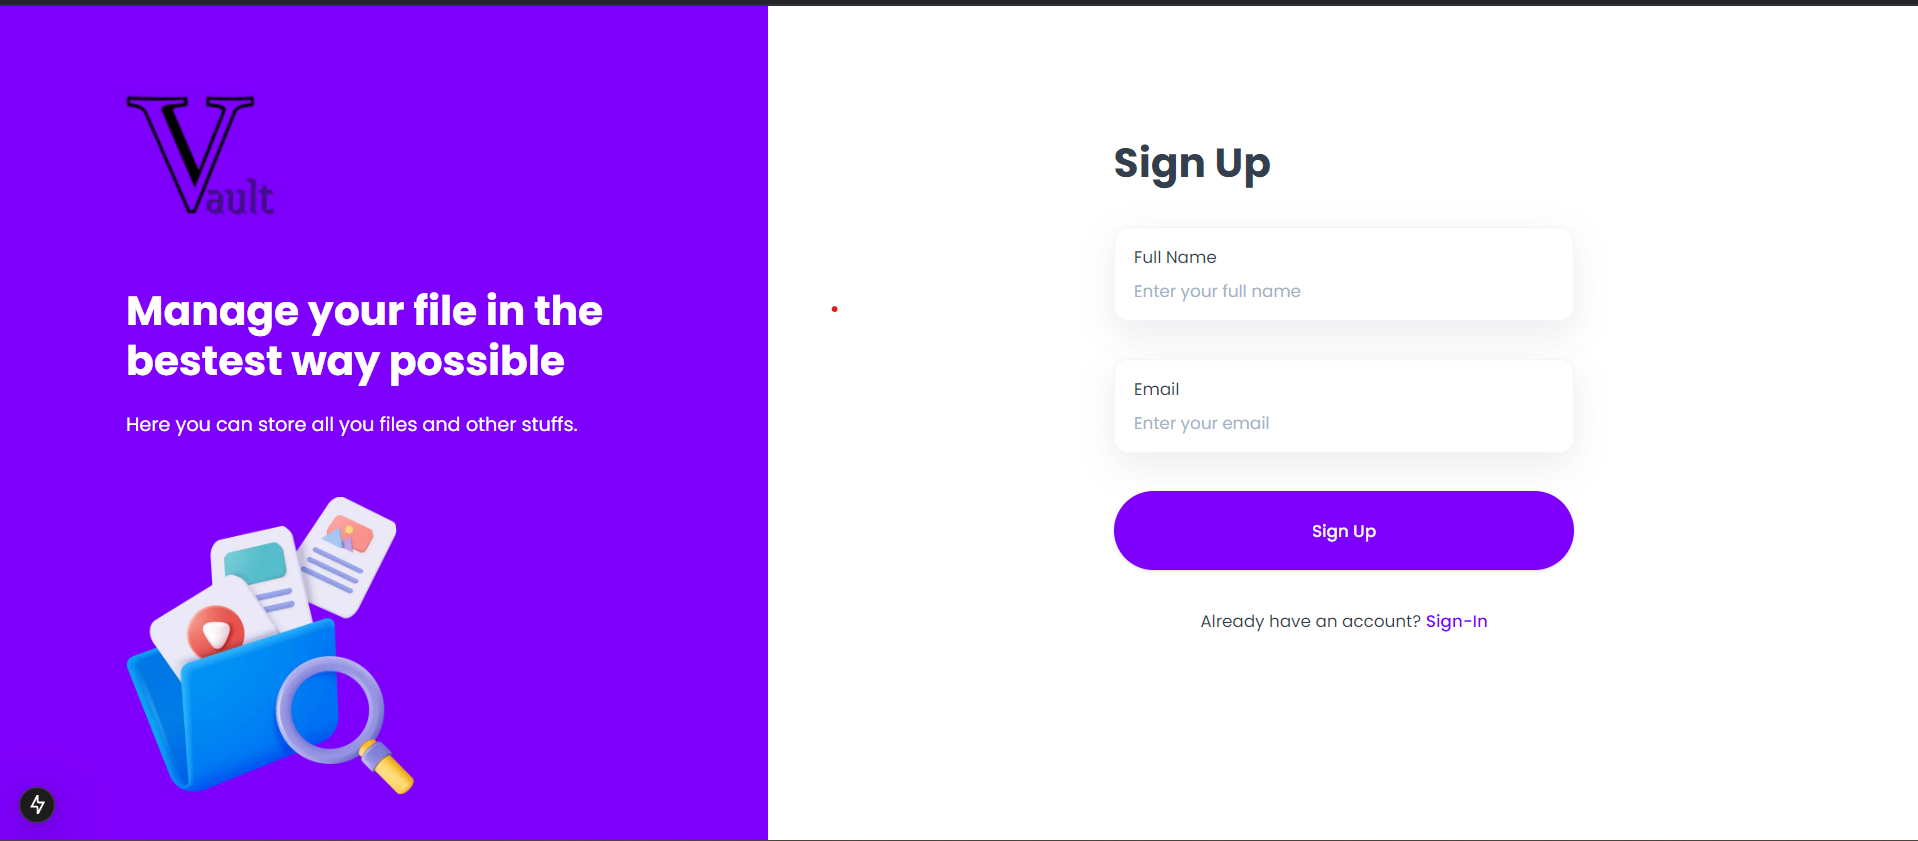 Vault
Manage your file in the
bestest way possible
Here you can store all you files and other stuffs.
Sign Up
Full Name
Enter your full name
Email
Enter your email
Sign Up
Already have an account? Sign-In